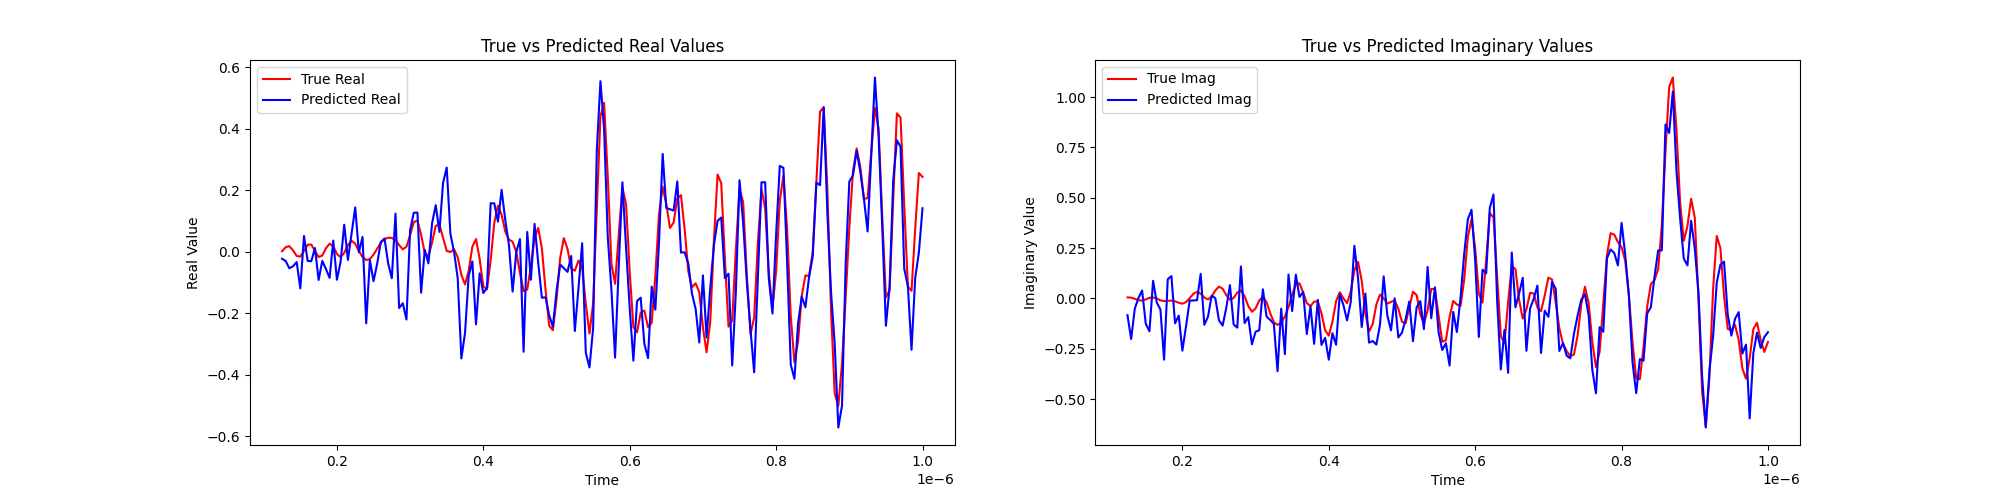 True vs Predicted Real Values
True Real
Predicted Real
Real Value
0.6
0.4
0.2
0.0
−0.2
−0.4
−0.6
0.2
0.4
0.6
0.8
1.0
1e−6
Time
True vs Predicted Imaginary Values
True Imag
Predicted Imag
Imaginary Value
1.00
0.75
0.50
0.25
0.00
−0.25
−0.50
0.2
0.4
0.6
0.8
1.0
1e−6
Time